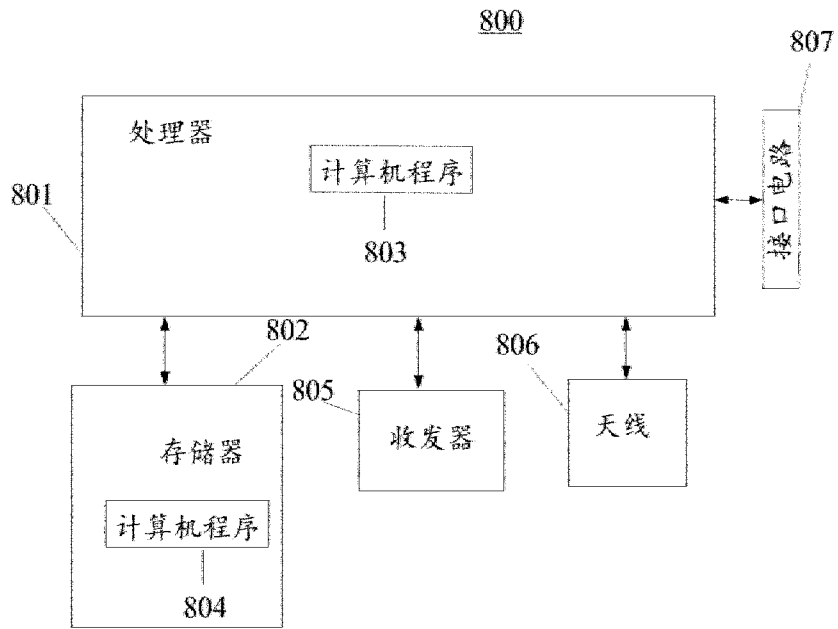 800
807
处理器
计算机程序
接口电路
801
803
802
806
805
存储器
收发器
天线
计算机程序
804